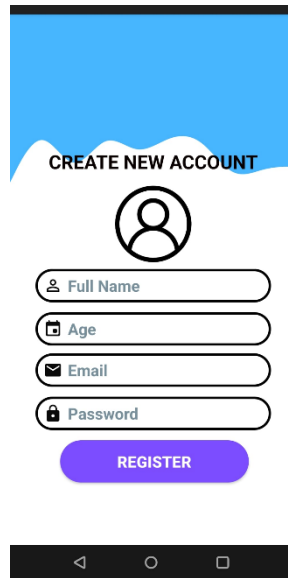 CREATE NEW ACCOUNT
Full Name
Age
Email
Password
REGISTER